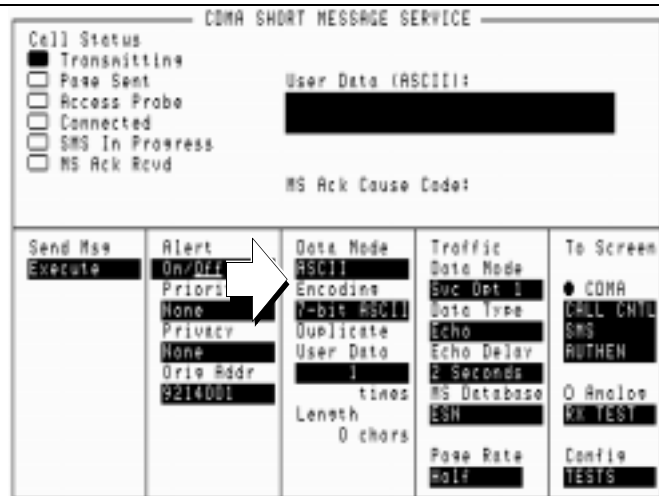 CDMA SHORT MESSAGE SERVICE
Call Status
Transmitting
Page Sent
Access Probe
Connected
SMS In Progress
MS Ack Rcvd
User Data (ASCII):
MS Ack Cause Code:
Send Msg
Execute
Alert
On/Off
Priori
None
Privacy
None
Orig Addr
9214001
Data Mode
ASCII
Encoding
7-bit ASCII
Duplicate
User Data
1
times
Length
0 chars
Traffic
Data Mode
Svc Opt 1
Data Type
Echo
Echo Delay
2 Seconds
MS Database
ESN
Page Rate
Half
To Screen
CDMA
CALL CNTL
SMS
AUTHEN
Analog
RX TEST
Config
TESTS